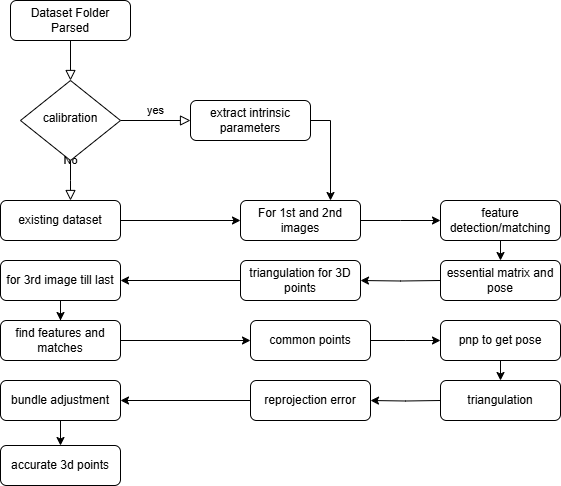 Dataset Folder
Parsed
calibration
yes
extract intrinsic
parameters
No
existing dataset
For 1st and 2nd
images
feature
detection/matching
for 3rd image till last
triangulation for 3D
points
essential matrix and
pose
find features and
matches
common points
pnp to get pose
bundle adjustment
reprojection error
triangulation
accurate 3d points